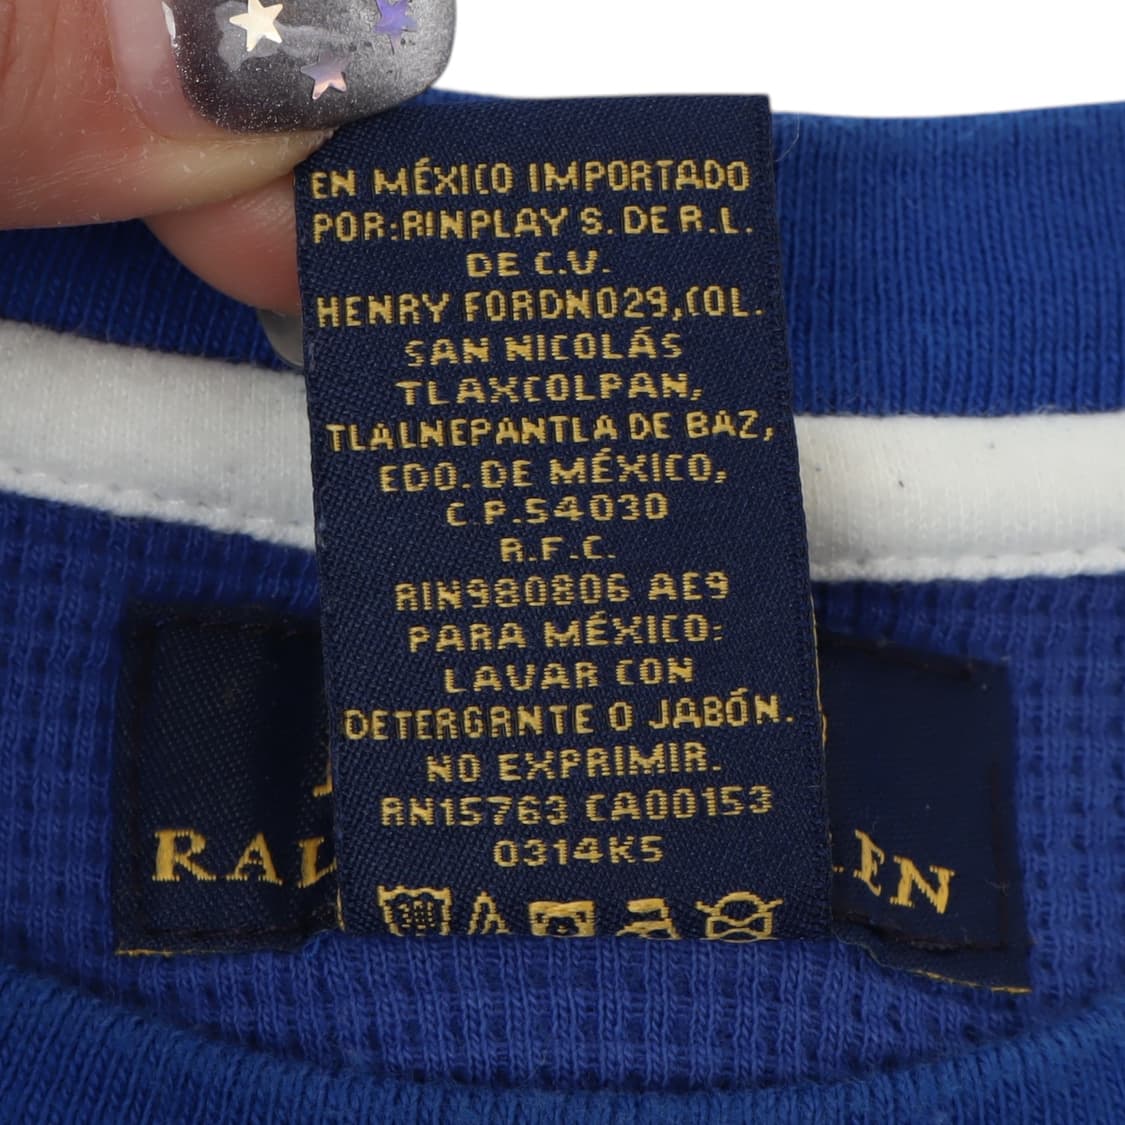 EN MÉXICO IMPORTADO
POR:RINPLAY S. DE R.L.
DE C.V.
HENRY FORDNO29,COL.
SAN NICOLÁS
TLAXCOLPAN,
TLALNEPANTLA DE BAZ,
EDO. DE MÉXICO,
C.P.54030
R.F.C.
RIN980806 AE9
PARA MÉXICO:
LAVAR CON
DETERGRNTE O JABÓN.
NO EXPRIMIR.
RN15763 CA00153
0314K5